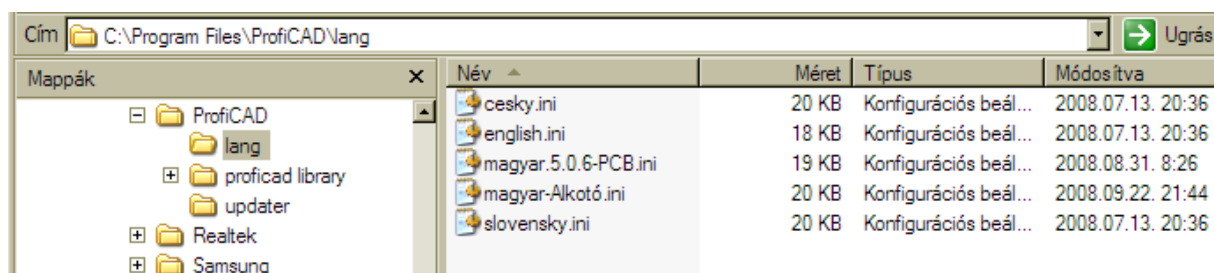 Cím C:\Program Files\ProfiCAD\lang Ugrás
Mappák x Név Méret Típus Módosítva
ProfiCAD cesky.ini 20 KB Konfigurációs beál... 2008.07.13. 20:36
lang english.ini 18 KB Konfigurációs beál... 2008.07.13. 20:36
proficad library magyar.5.0.6-PCB.ini 19 KB Konfigurációs beál... 2008.08.31. 8:26
updater magyar-Alkotó.ini 20 KB Konfigurációs beál... 2008.09.22. 21:44
Realtek slovensky.ini 20 KB Konfigurációs beál... 2008.07.13. 20:36
Samsung